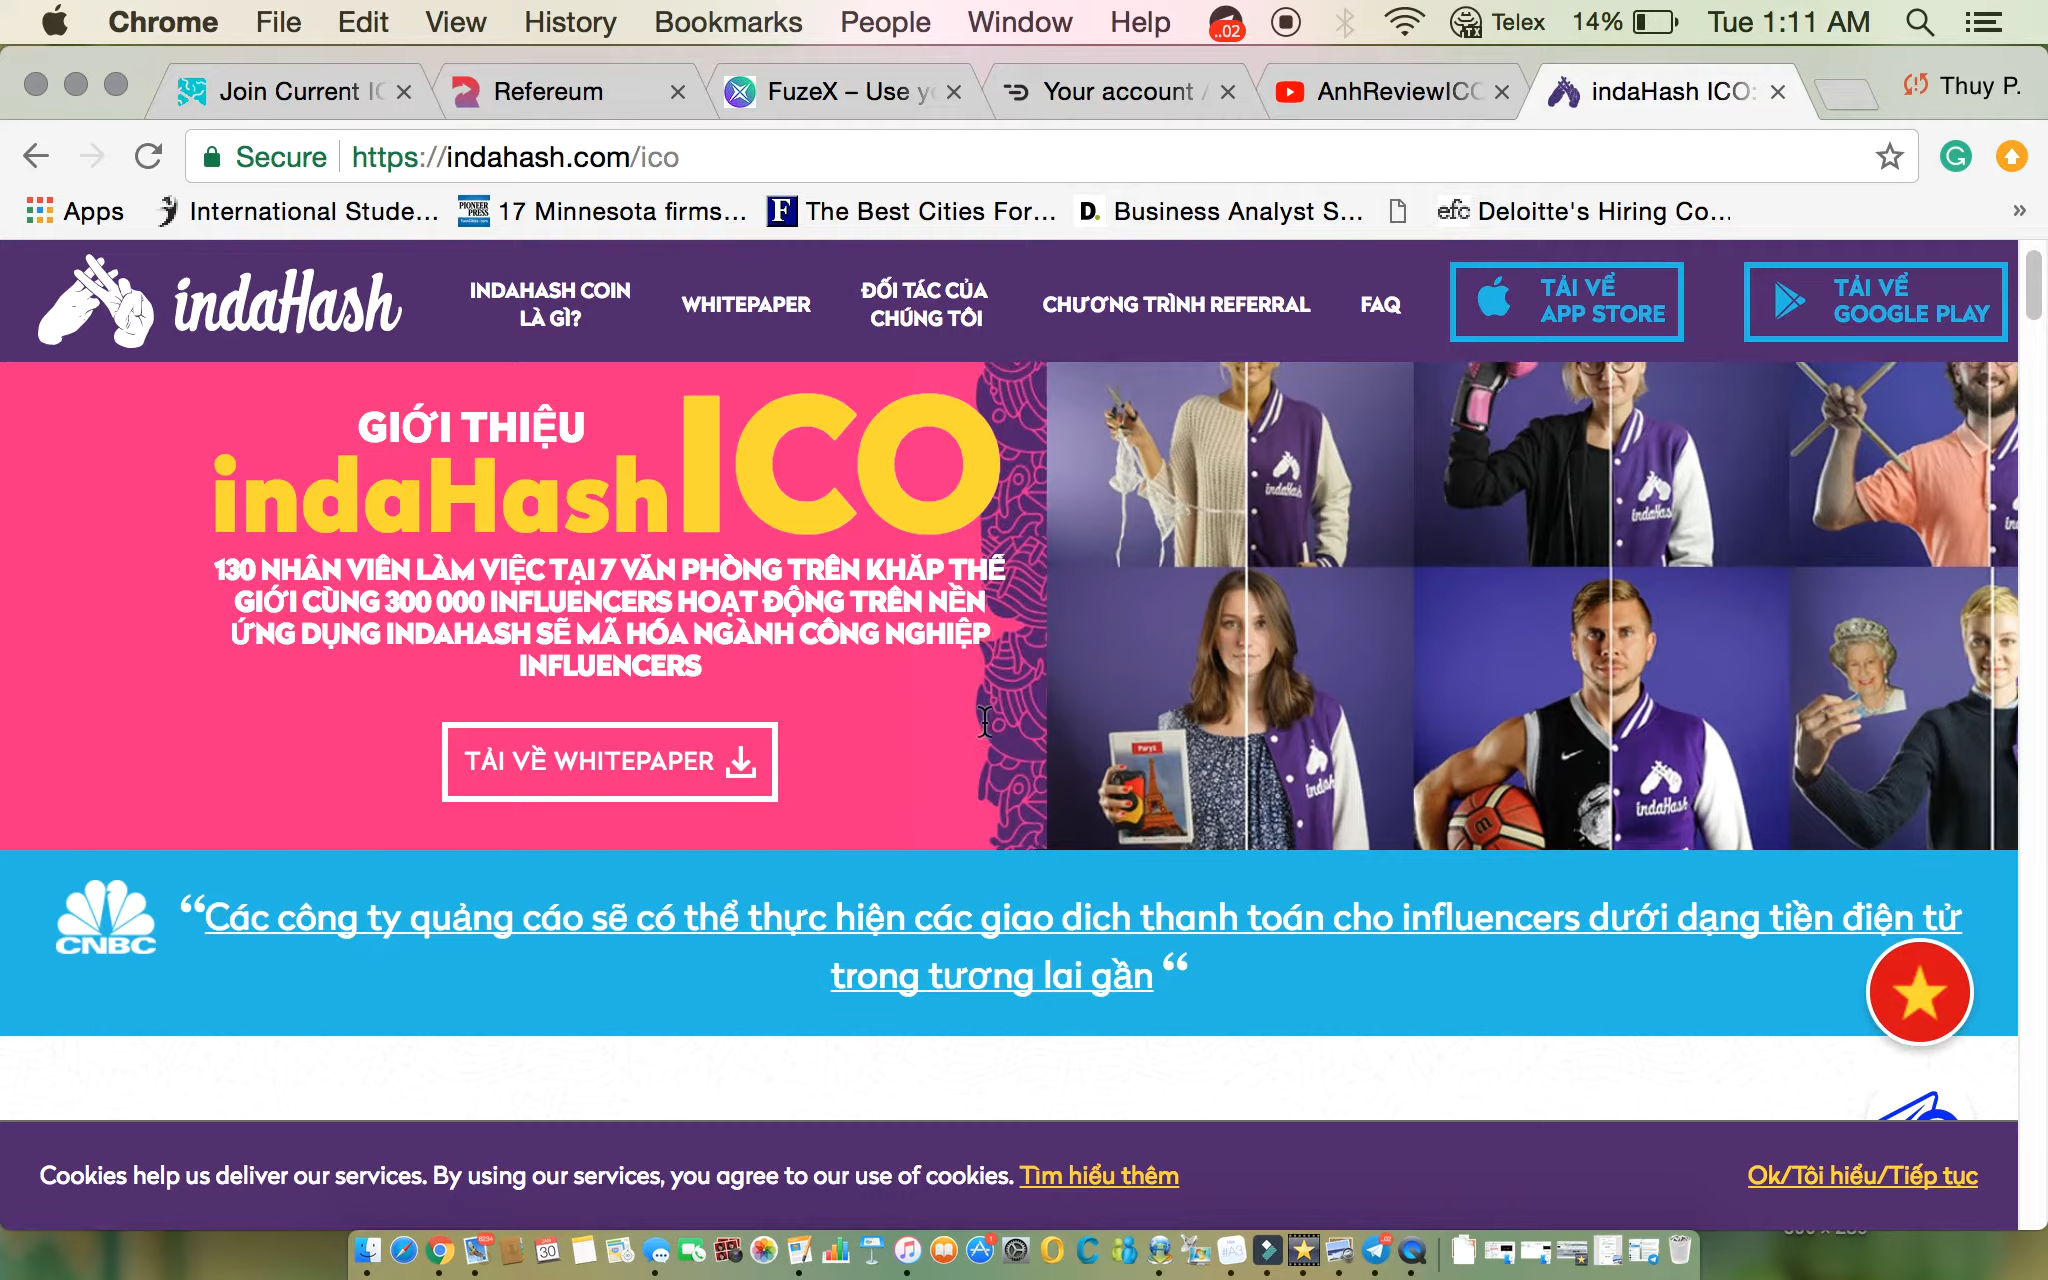 Chrome File Edit View History Bookmarks People Window Help ..02 Telex 14% Tue 1:11 AM
Join Current IC Refereum FuzeX – Use y Your account AnhReviewICO indaHash ICO: Thuy P.
Secure https://indahash.com/ico
Apps International Stude... 17 Minnesota firms... The Best Cities For... D. Business Analyst S... efc Deloitte's Hiring Co... »
indaHash
INDAHASH COIN
LÀ GÌ?
WHITEPAPER
ĐỐI TÁC CỦA
CHÚNG TÔI
CHƯƠNG TRÌNH REFERRAL
FAQ
TẢI VỀ
APP STORE
TẢI VỀ
GOOGLE PLAY
GIỚI THIỆU
indaHash ICO
130 NHÂN VIÊN LÀM VIỆC TẠI 7 VĂN PHÒNG TRÊN KHẮP THẾ
GIỚI CÙNG 300 000 INFLUENCERS HOẠT ĐỘNG TRÊN NỀN
ỨNG DỤNG INDAHASH SẼ MÃ HÓA NGÀNH CÔNG NGHIỆP
INFLUENCERS
TẢI VỀ WHITEPAPER
indaHash
indaHas
Paryż
indaHash
CNBC
“Các công ty quảng cáo sẽ có thể thực hiện các giao dich thanh toán cho influencers dưới dạng tiền điện tử
trong tương lai gần “
Cookies help us deliver our services. By using our services, you agree to our use of cookies. Tìm hiểu thêm
Ok/Tôi hiểu/Tiếp tục